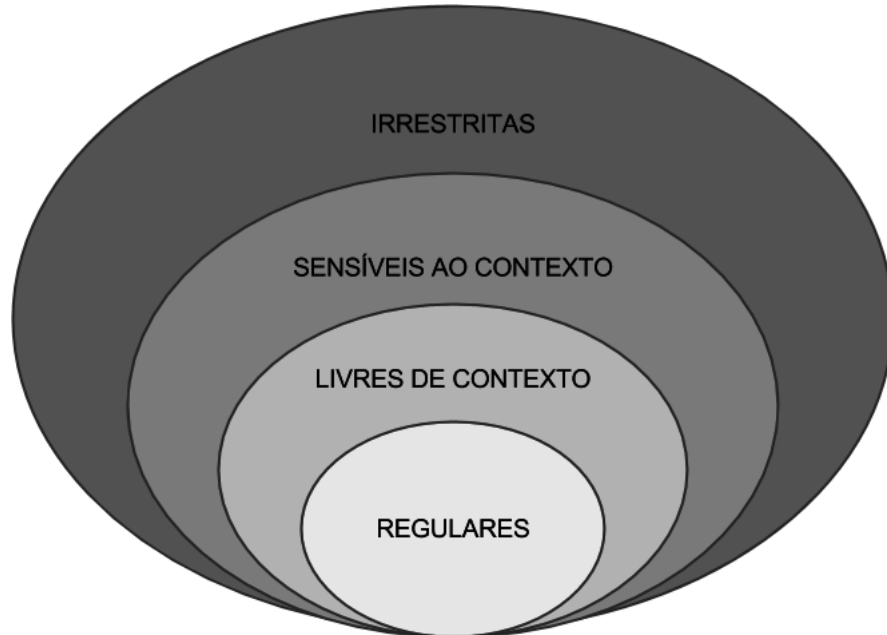 IRRESTRITAS
SENSÍVEIS AO CONTEXTO
LIVRES DE CONTEXTO
REGULARES